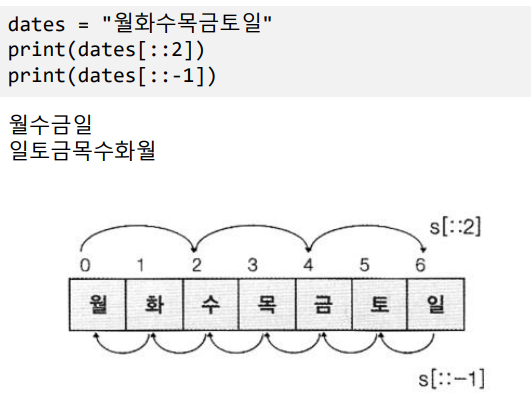 dates = "월화수목금토일"
print(dates[::2])
print(dates[::-1])
월수금일
일토금목수화월
s[::2]
0 1 2 3 4 5 6
월 화 수 목 금 토 일
s[::-1]